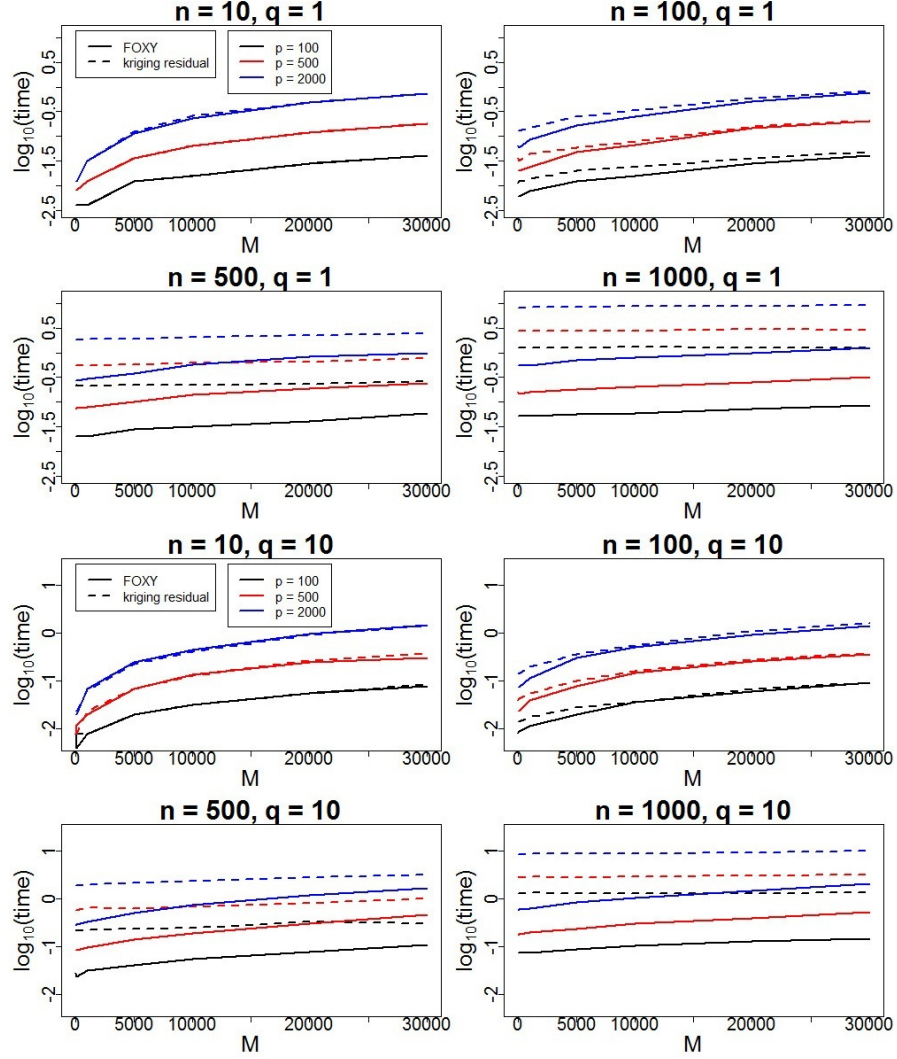 n = 10, q = 1
n = 100, q = 1
FOXY
kriging residual
p = 100
p = 500
p = 2000
log10(time)
-2.5 -1.5 -0.5 0.5
0 5000 10000 20000 30000
M
log10(time)
-2.5 -1.5 -0.5 0.5
0 5000 10000 20000 30000
M
n = 500, q = 1
n = 1000, q = 1
log10(time)
-2.5 -1.5 -0.5 0.5
0 5000 10000 20000 30000
M
log10(time)
-2.5 -1.5 -0.5 0.5
0 5000 10000 20000 30000
M
n = 10, q = 10
n = 100, q = 10
FOXY
kriging residual
p = 100
p = 500
p = 2000
log10(time)
-2 -1 0 1
0 5000 10000 20000 30000
M
log10(time)
-2 -1 0 1
0 5000 10000 20000 30000
M
n = 500, q = 10
n = 1000, q = 10
log10(time)
-2 -1 0 1
0 5000 10000 20000 30000
M
log10(time)
-2 -1 0 1
0 5000 10000 20000 30000
M